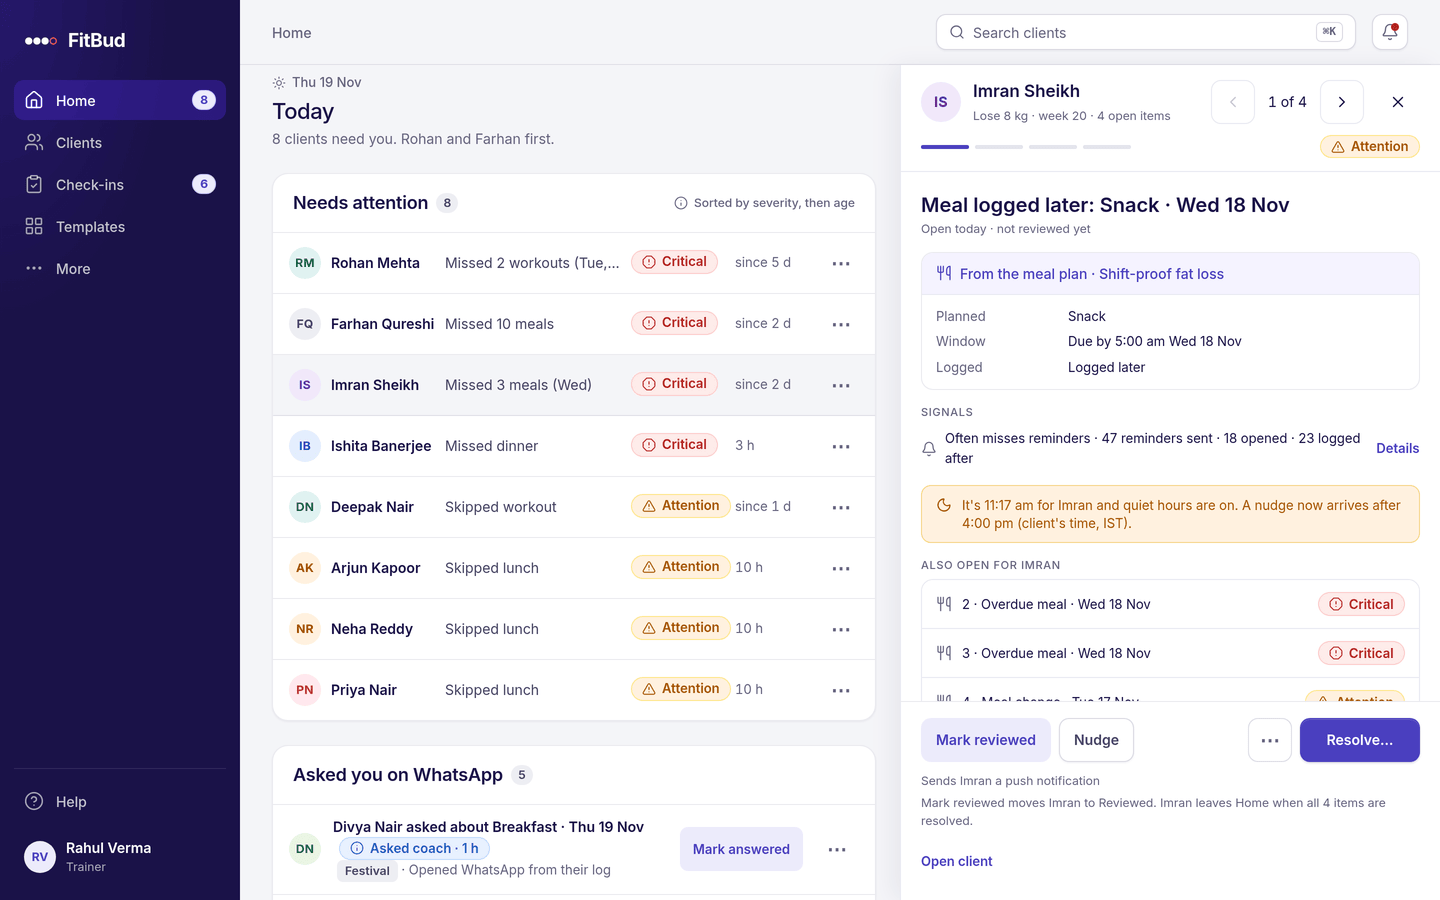 FitBud
Home 8
Clients
Check-ins 6
Templates
More
Help
RV Rahul Verma
Trainer
Home
Search clients ⌘K
Thu 19 Nov
Today
8 clients need you. Rohan and Farhan first.
Needs attention 8 Sorted by severity, then age
RM Rohan Mehta Missed 2 workouts (Tue,... Critical since 5 d
FQ Farhan Qureshi Missed 10 meals Critical since 2 d
IS Imran Sheikh Missed 3 meals (Wed) Critical since 2 d
IB Ishita Banerjee Missed dinner Critical 3 h
DN Deepak Nair Skipped workout Attention since 1 d
AK Arjun Kapoor Skipped lunch Attention 10 h
NR Neha Reddy Skipped lunch Attention 10 h
PN Priya Nair Skipped lunch Attention 10 h
Asked you on WhatsApp 5
DN Divya Nair asked about Breakfast · Thu 19 Nov
Asked coach · 1 h
Festival · Opened WhatsApp from their log
Mark answered
IS Imran Sheikh
Lose 8 kg · week 20 · 4 open items
1 of 4
Attention
Meal logged later: Snack · Wed 18 Nov
Open today · not reviewed yet
From the meal plan · Shift-proof fat loss
Planned Snack
Window Due by 5:00 am Wed 18 Nov
Logged Logged later
SIGNALS
Often misses reminders · 47 reminders sent · 18 opened · 23 logged
after
Details
It's 11:17 am for Imran and quiet hours are on. A nudge now arrives after
4:00 pm (client's time, IST).
ALSO OPEN FOR IMRAN
2 · Overdue meal · Wed 18 Nov Critical
3 · Overdue meal · Wed 18 Nov Critical
4 · Meal change · Tue 17 Nov Attention
Mark reviewed Nudge Resolve...
Sends Imran a push notification
Mark reviewed moves Imran to Reviewed. Imran leaves Home when all 4 items are
resolved.
Open client